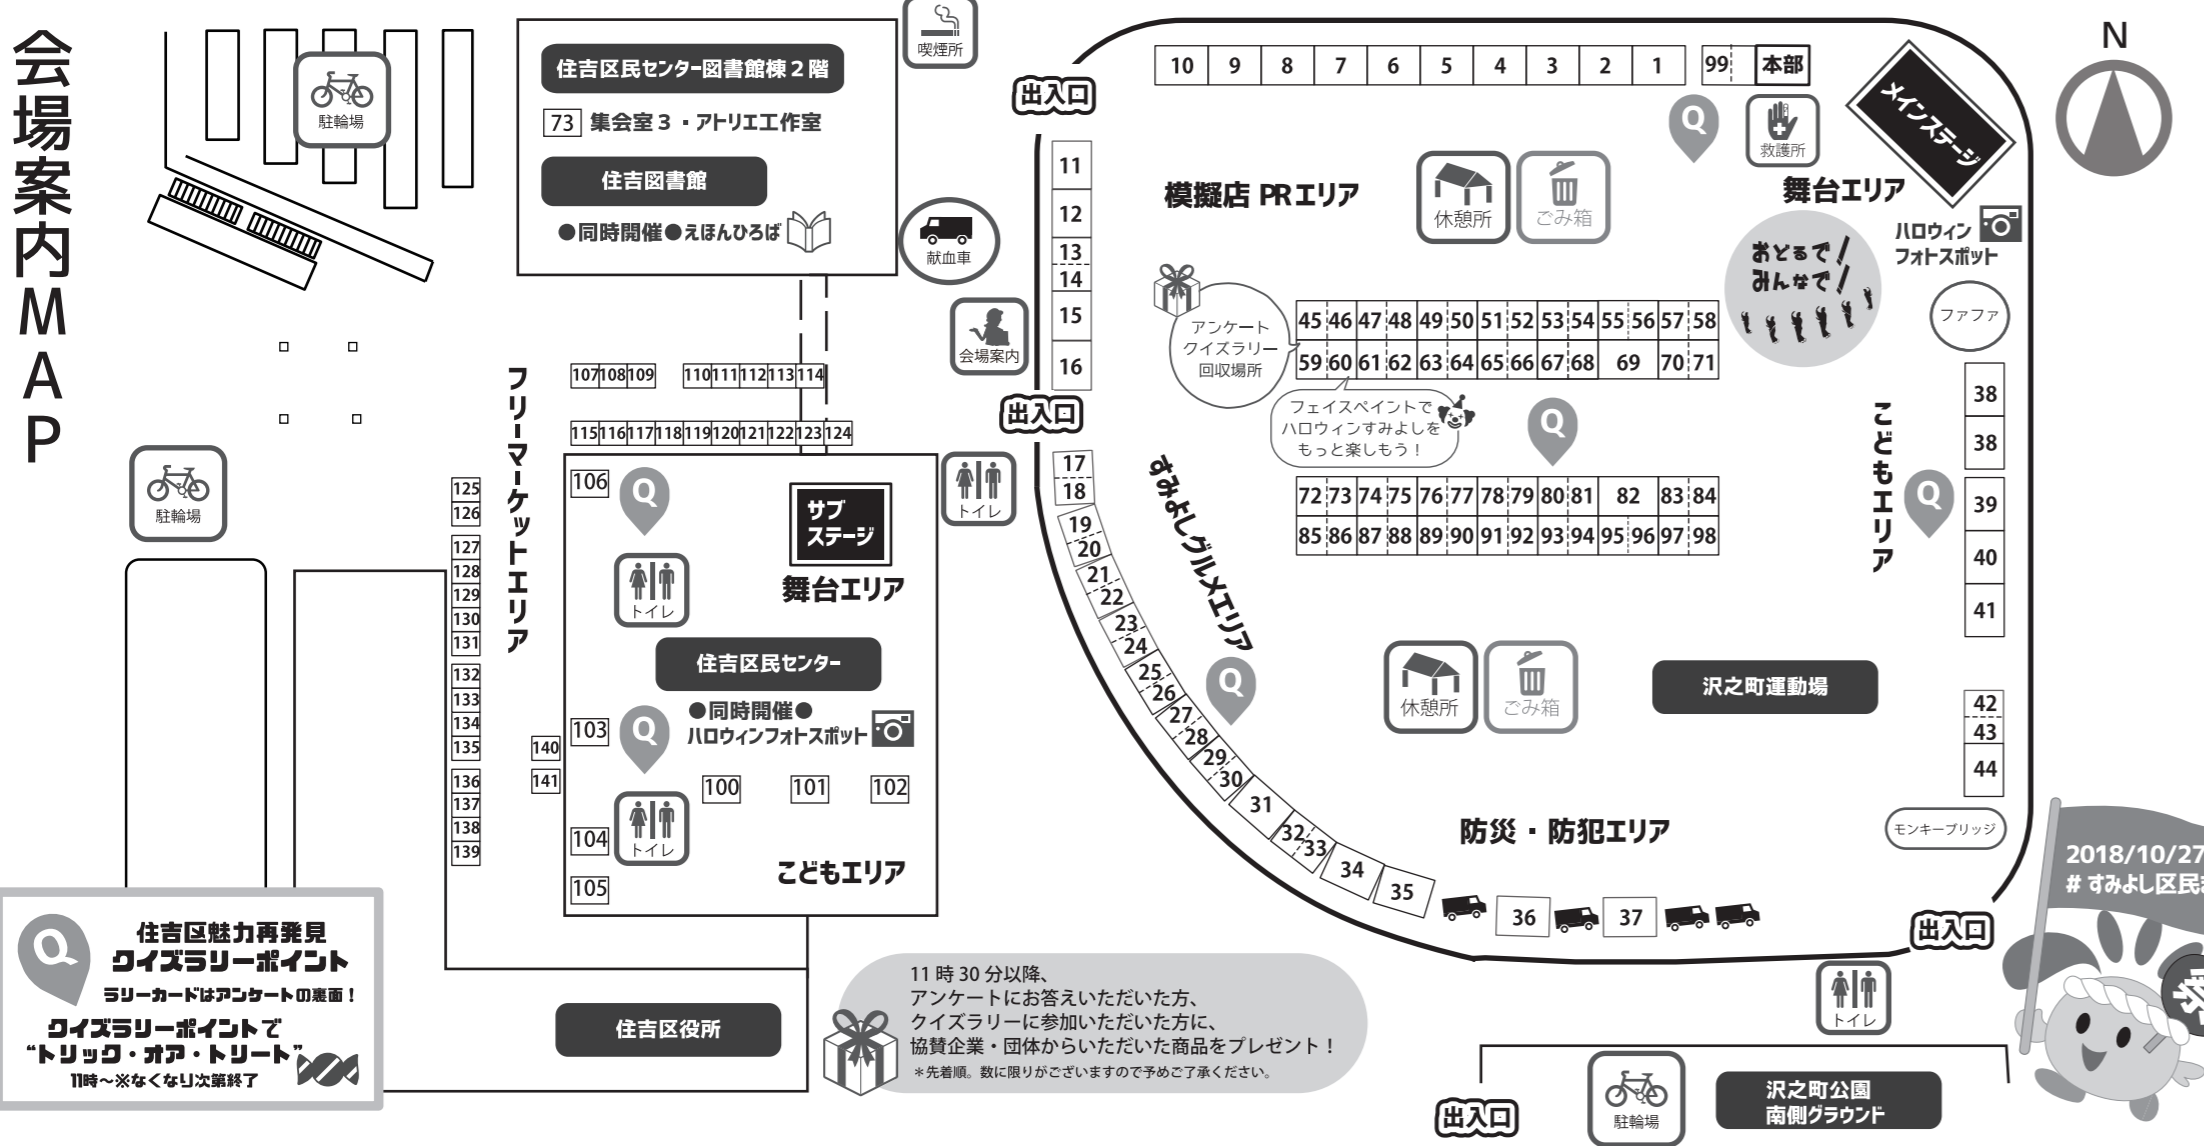 会場案内MAP
駐輪場
住吉区民センター図書館棟2階
73 集会室3・アトリエ工作室
住吉図書館
●同時開催●えほんひろば
喫煙所
献血車
会場案内
出入口
10 9 8 7 6 5 4 3 2 1 99 本部
メインステージ
N
11
12
13
14
15
16
模擬店 PRエリア
休憩所
ごみ箱
Q
救護所
舞台エリア
ハロウィン
フォトスポット
おどるで!
みんなで!
ファファ
アンケート
クイズラリー
回収場所
45 46 47 48 49 50 51 52 53 54 55 56 57 58
59 60 61 62 63 64 65 66 67 68 69 70 71
フェイスペイントで
ハロウィンすみよしを
もっと楽しもう!
Q
72 73 74 75 76 77 78 79 80 81 82 83 84
85 86 87 88 89 90 91 92 93 94 95 96 97 98
こどもエリア
Q
38
38
39
40
41
42
43
44
モンキーブリッジ
出入口
17
18
19
20
21
22
23
24
25
26
27
28
29
30
31
32
33
34
35
36
37
すみよしグルメエリア
Q
休憩所
ごみ箱
沢之町運動場
防災・防犯エリア
フリーマーケットエリア
107 108 109 110 111 112 113 114
115 116 117 118 119 120 121 122 123 124
駐輪場
125
126
127
128
129
130
131
132
133
134
135
136
137
138
139
140
141
106
Q
サブ
ステージ
トイレ
トイレ
舞台エリア
住吉区民センター
●同時開催●
ハロウィンフォトスポット
103
Q
100 101 102
104
トイレ
105
こどもエリア
住吉区役所
Q
住吉区魅力再発見
クイズラリーポイント
ラリーカードはアンケートの裏面!
クイズラリーポイントで
“トリック・オア・トリート”
11時~※なくなり次第終了
11時30分以降、
アンケートにお答えいただいた方、
クイズラリーに参加いただいた方に、
協賛企業・団体からいただいた商品をプレゼント!
*先着順。数に限りがございますので予めご了承ください。
出入口
トイレ
2018/10/27
#すみよし区民
出入口
駐輪場
沢之町公園
南側グラウンド